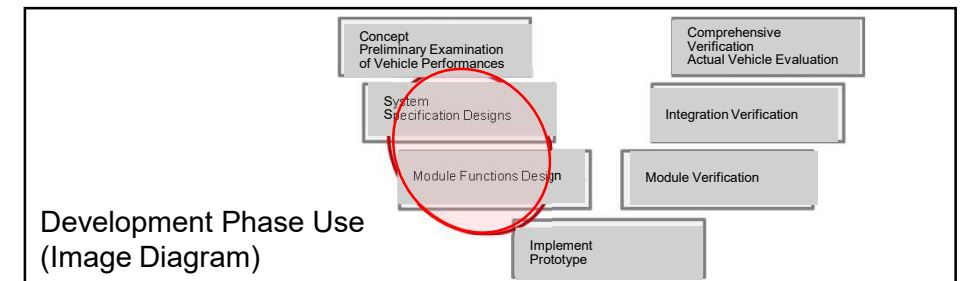 Concept
Preliminary Examination
of Vehicle Performances
Comprehensive
Verification
Actual Vehicle Evaluation
System
Specification Designs
Integration Verification
Module Functions Design
Module Verification
Development Phase Use
(Image Diagram)
Implement
Prototype